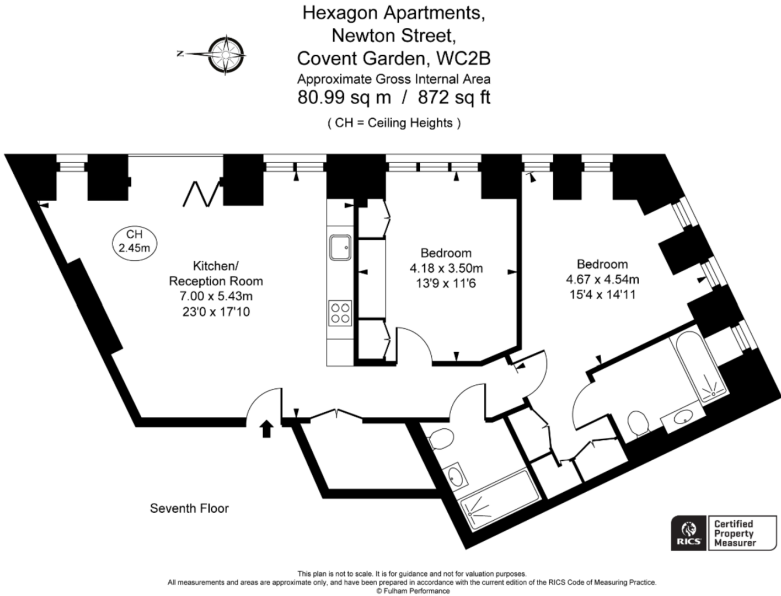 Hexagon Apartments,
Newton Street,
Covent Garden, WC2B
Approximate Gross Internal Area
80.99 sq m / 872 sq ft
( CH = Ceiling Heights )
N
CH
2.45m
Kitchen/
Reception Room
7.00 x 5.43m
23'0 x 17'10
Bedroom
4.18 x 3.50m
13'9 x 11'6
Bedroom
4.67 x 4.54m
15'4 x 14'11
Seventh Floor
RICS
Certified
Property
Measurer
This plan is not to scale. It is for guidance and not for valuation purposes.
All measurements and areas are approximate only, and have been prepared in accordance with the current edition of the RICS Code of Measuring Practice.
© Fulham Performance